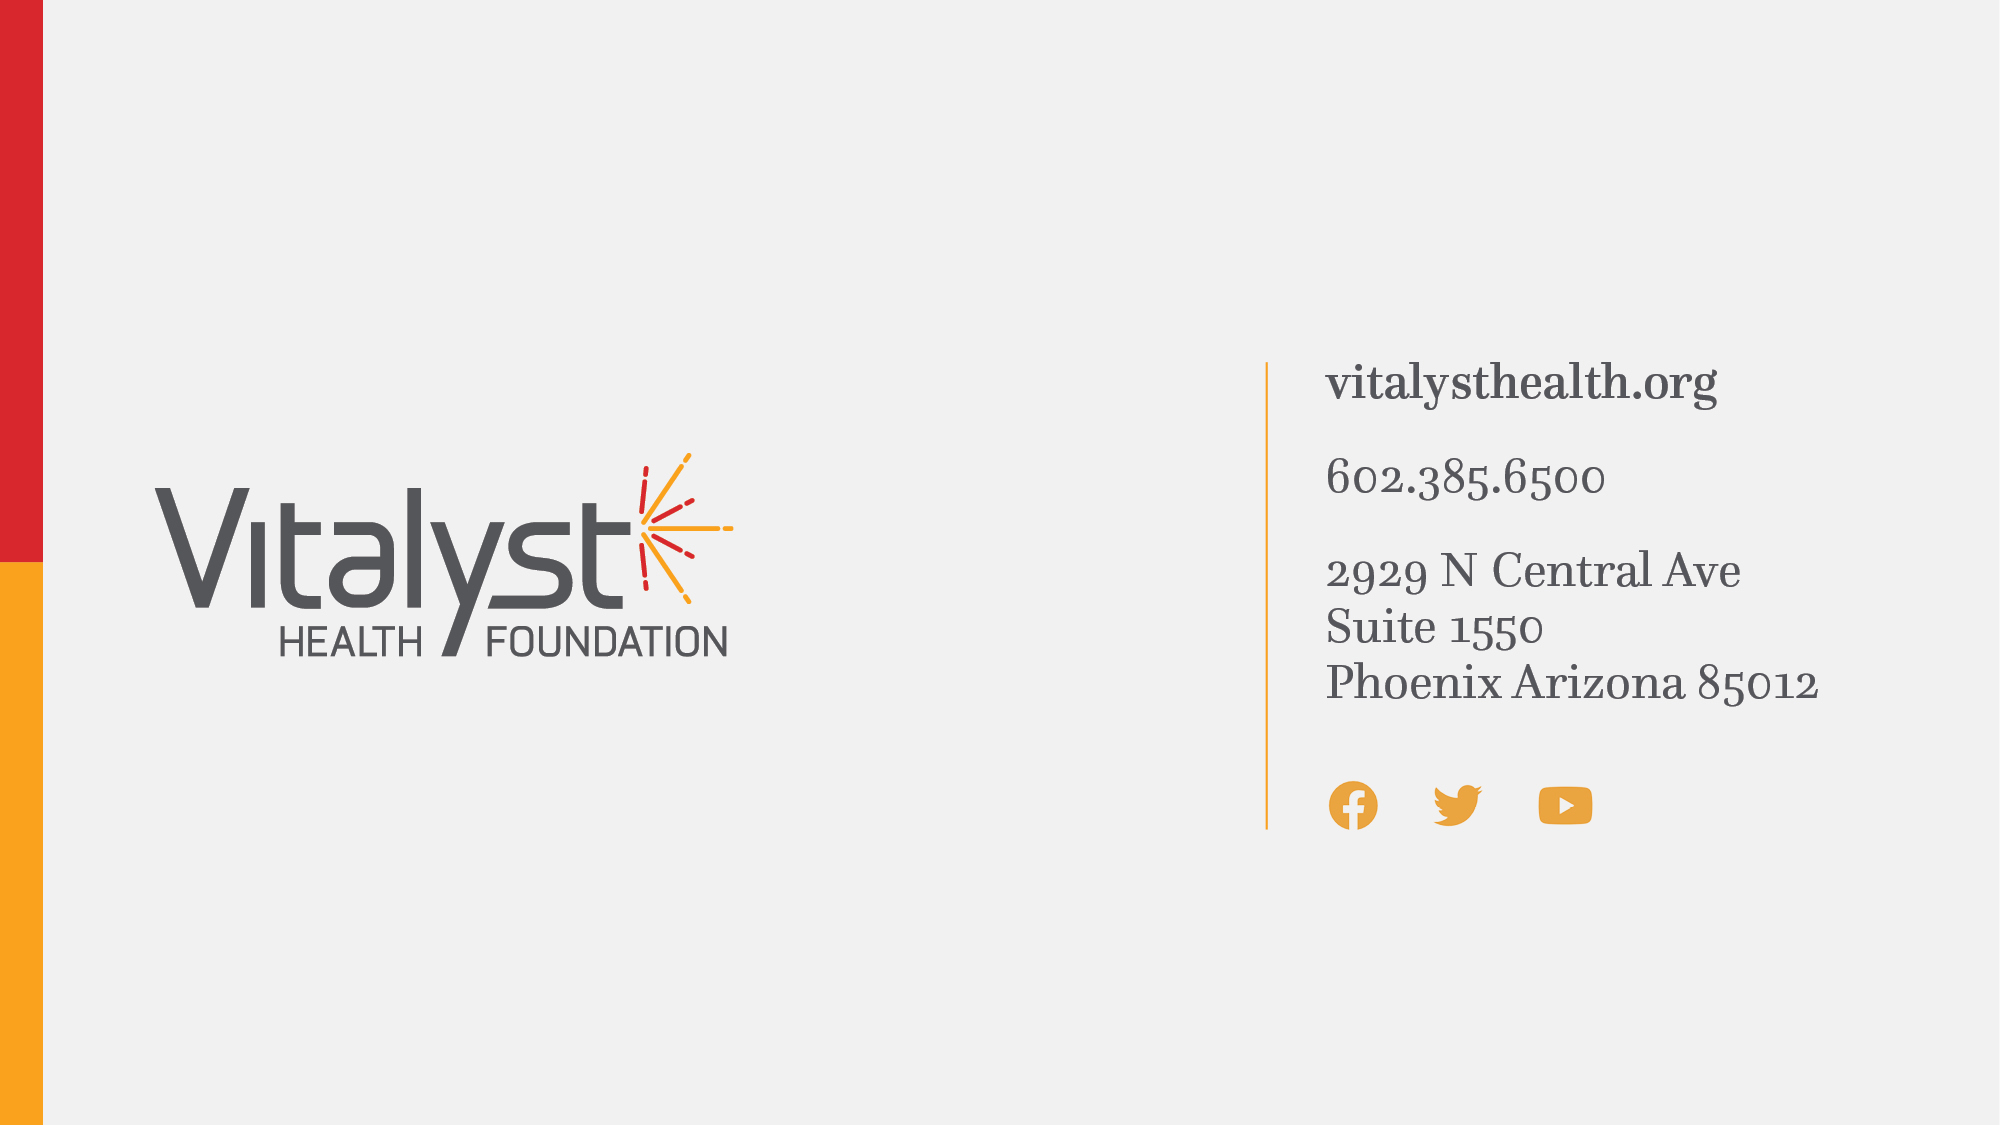 Vitalyst
HEALTH FOUNDATION
vitalysthealth.org
602.385.6500
2929 N Central Ave
Suite 1550
Phoenix Arizona 85012